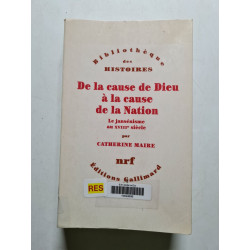 Bibliothèque
des
HISTOIRES
De la cause de Dieu
à la cause
de la Nation
Le jansénisme
au XVIIIe siècle
par
CATHERINE MAIRE
nrf
Éditions Gallimard
RES